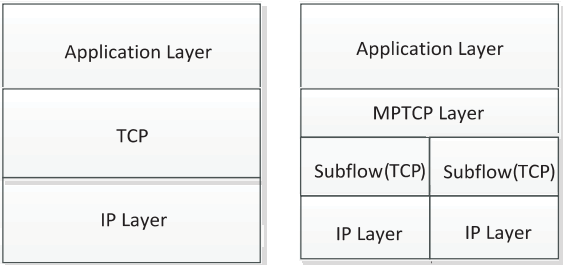 Application Layer
TCP
IP Layer
Application Layer
MPTCP Layer
Subflow(TCP) Subflow(TCP)
IP Layer IP Layer